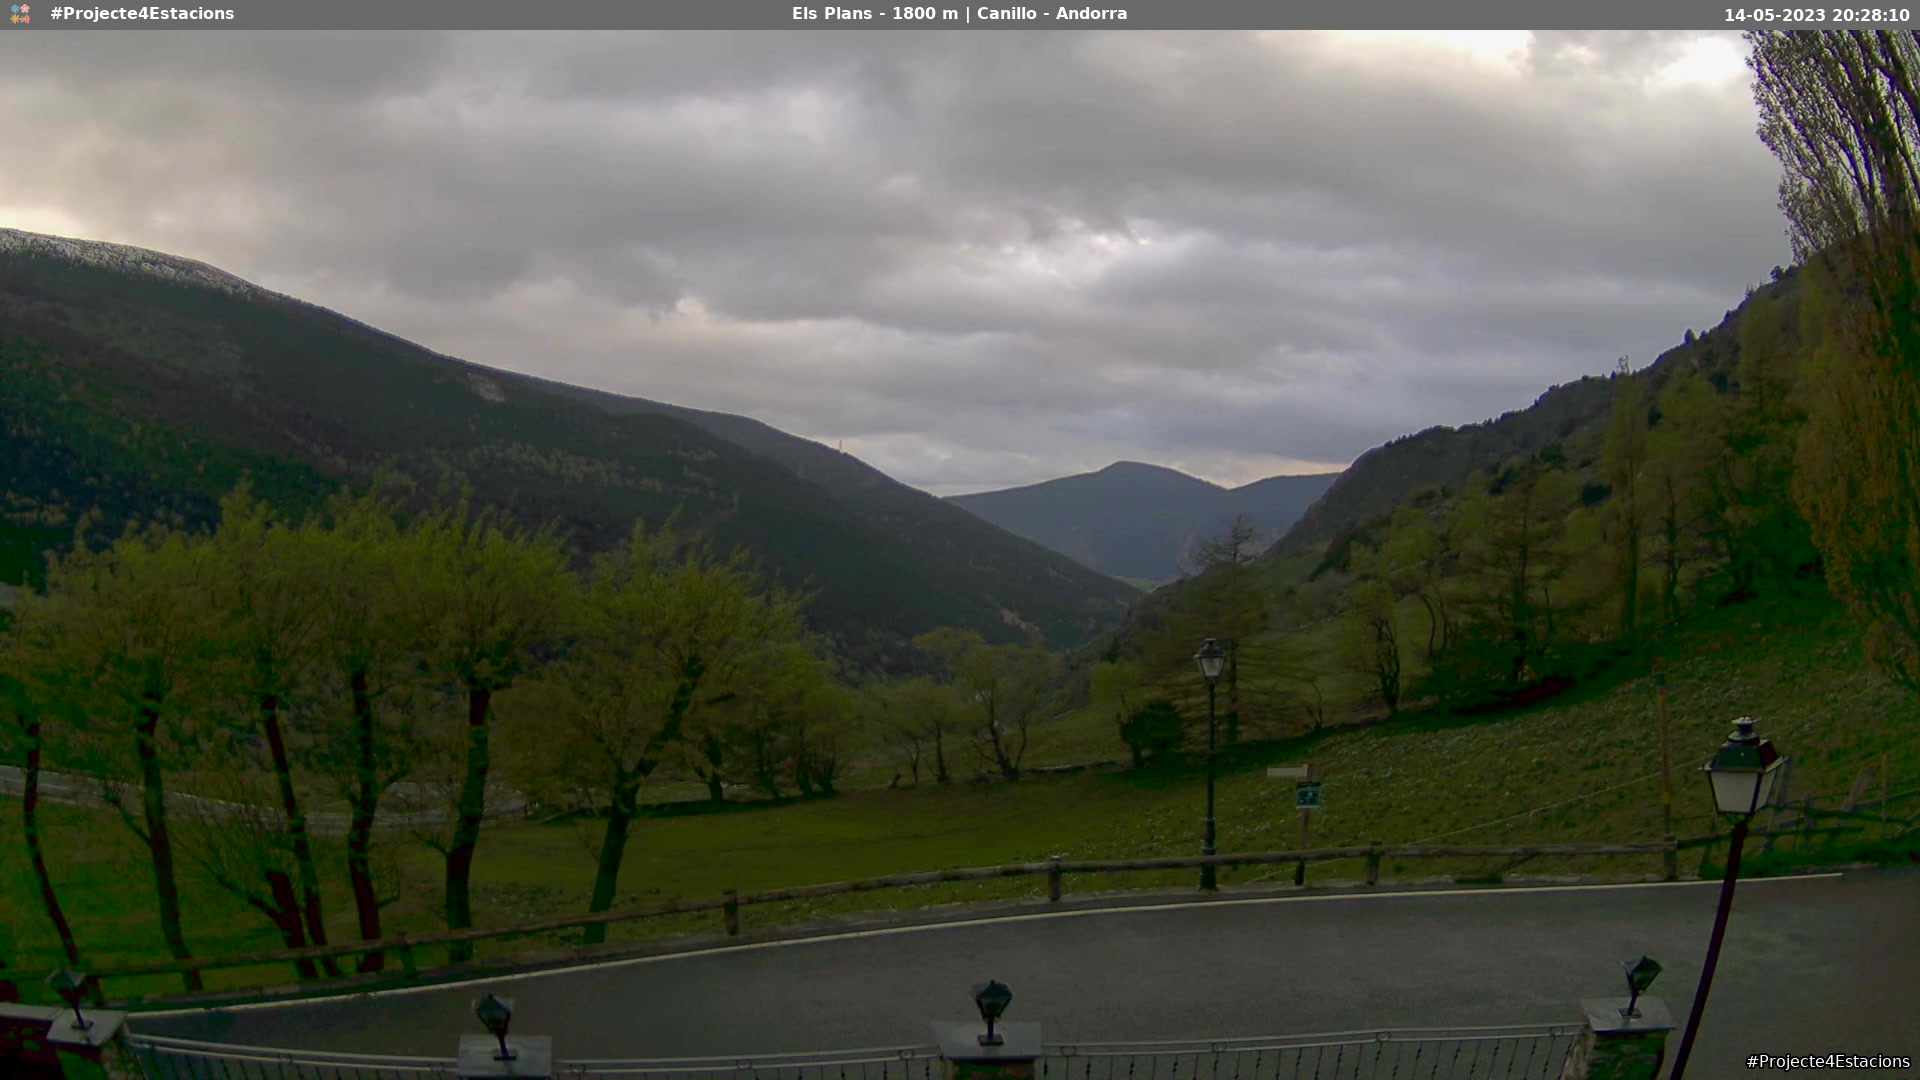 #Projecte4Estacions
Els Plans - 1800 m | Canillo - Andorra
14-05-2023 20:28:10
#Projecte4Estacions